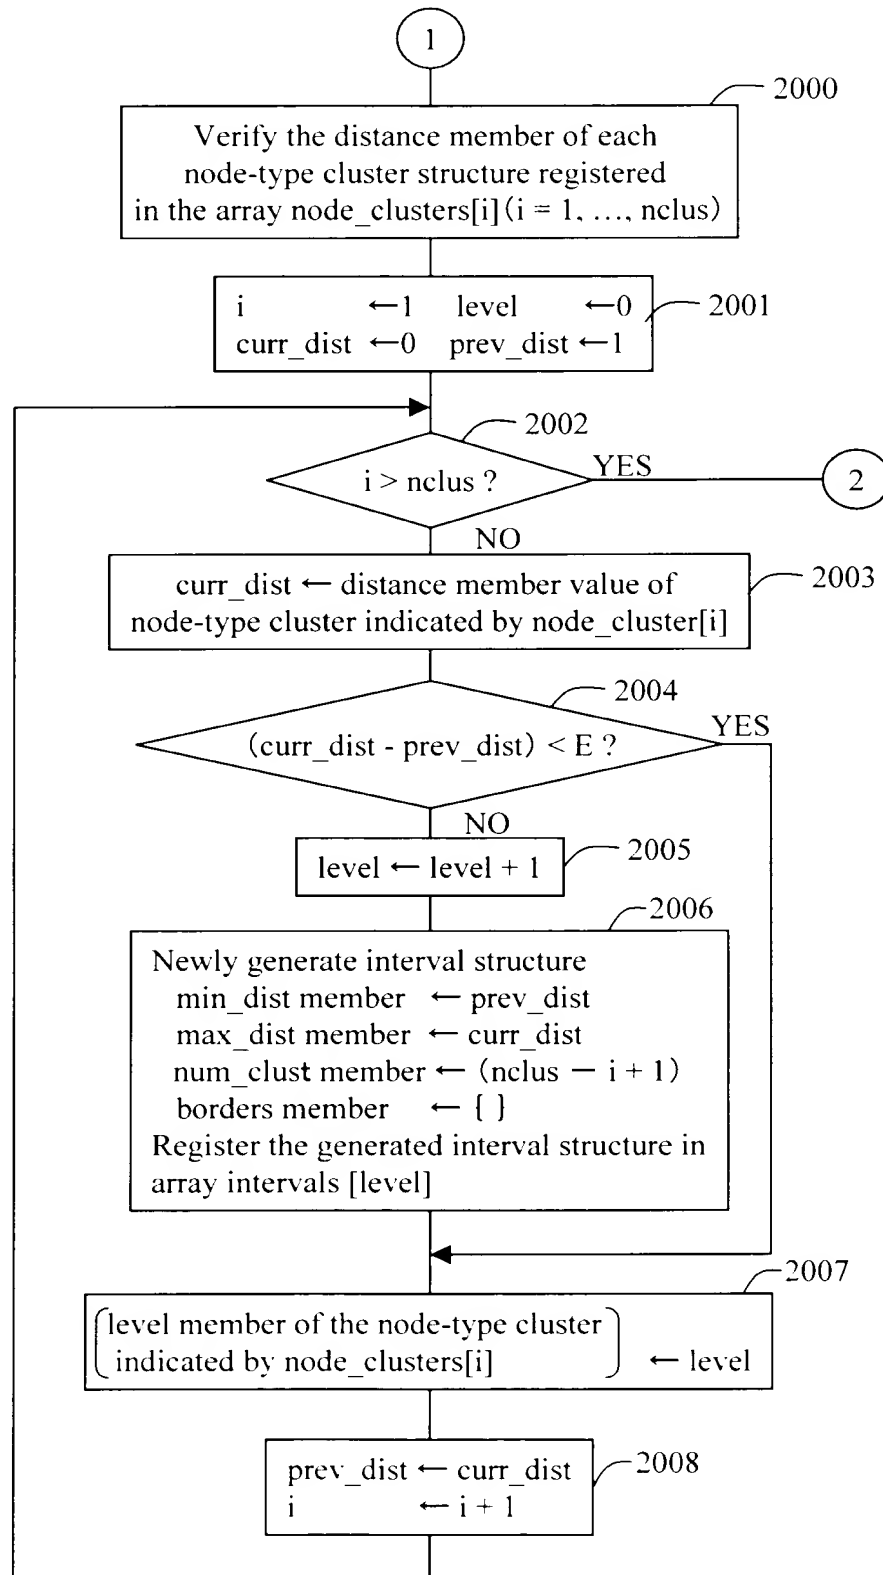 1
2000
Verify the distance member of each
node-type cluster structure registered
in the array node_clusters[i] (i = 1, …, nclus)
i ←1 level ←0
2001
curr_dist ←0 prev_dist ←1
2002
i > nclus ?
YES
2
NO
2003
curr_dist ← distance member value of
node-type cluster indicated by node_cluster[i]
2004
(curr_dist - prev_dist) < E ?
YES
NO
2005
level ← level + 1
2006
Newly generate interval structure
min_dist member ← prev_dist
max_dist member ← curr_dist
num_clust member ← (nclus − i + 1)
borders member ← { }
Register the generated interval structure in
array intervals [level]
2007
level member of the node-type cluster
indicated by node_clusters[i] ← level
2008
prev_dist ← curr_dist
i ← i + 1